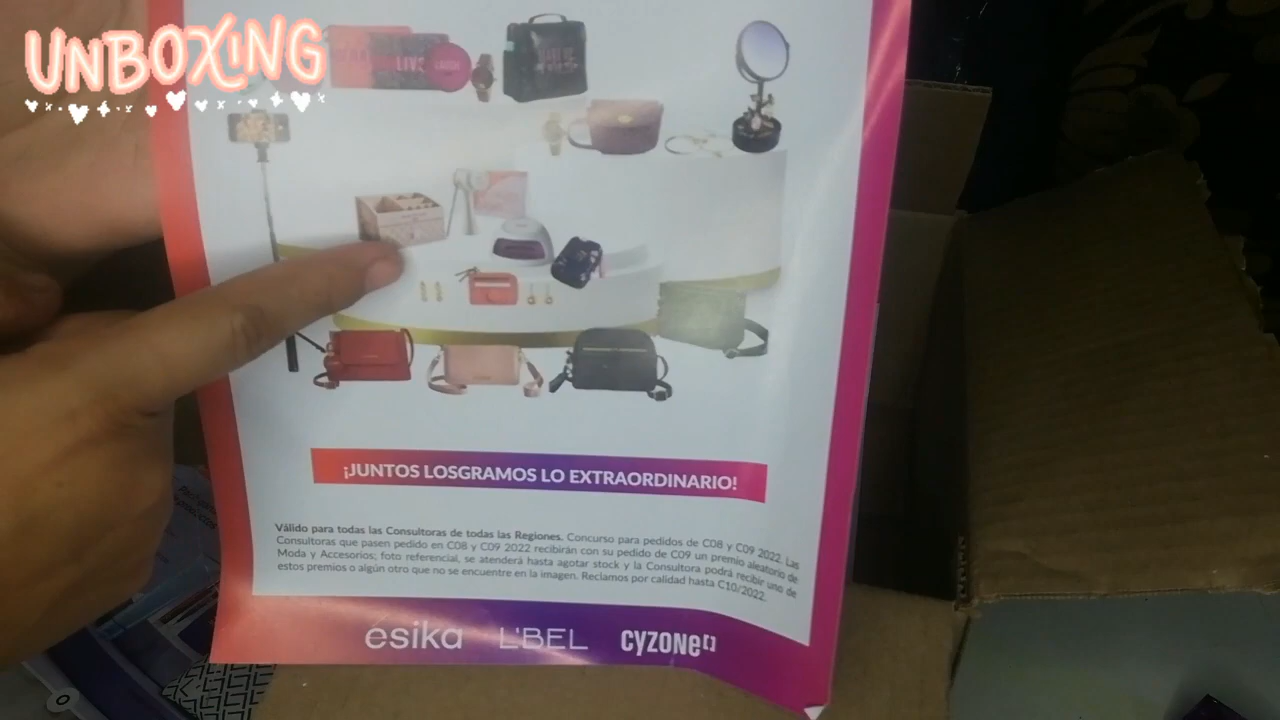 UNBOXING
LIVE
¡JUNTOS LOSGRAMOS LO EXTRAORDINARIO!
Válido para todas las Consultoras de todas las Regiones. Concurso para pedidos de C08 y C09 2022. Las
Consultoras que pasen pedido en C08 y C09 2022 recibirán con su pedido de C09 un premio aleatorio de
Moda y Accesorios; foto referencial, se atenderá hasta agotar stock y la Consultora podrá recibir uno de
estos premios o algún otro que no se encuentre en la imagen. Reclamos por calidad hasta C10/2022.
ésika L'BEL CYZONE